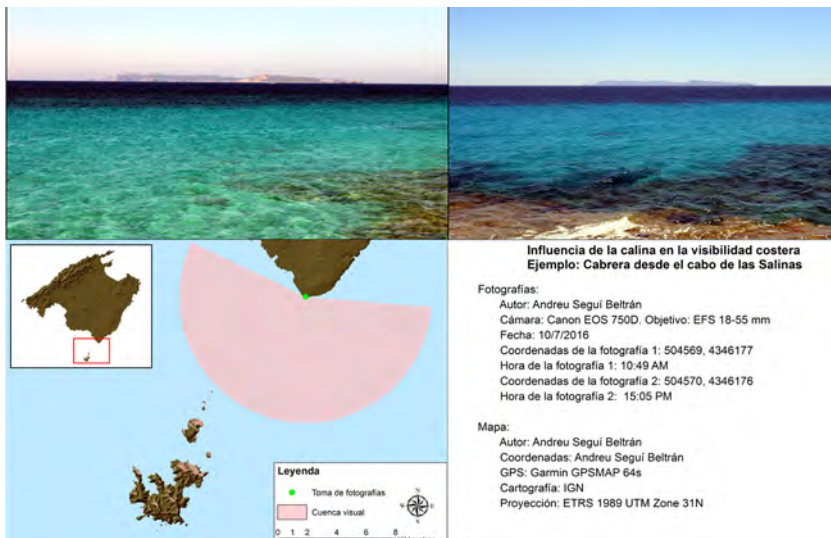 Influencia de la calina en la visibilidad costera
Ejemplo: Cabrera desde el cabo de las Salinas
Fotografías:
Autor: Andreu Seguí Beltrán
Cámara: Canon EOS 750D. Objetivo: EFS 18-55 mm
Fecha: 10/7/2016
Coordenadas de la fotografía 1: 504569, 4346177
Hora de la fotografía 1: 10:49 AM
Coordenadas de la fotografía 2: 504570, 4346176
Hora de la fotografía 2: 15:05 PM
Mapa:
Autor: Andreu Seguí Beltrán
Coordenadas: Andreu Seguí Beltrán
GPS: Garmin GPSMAP 64s
Cartografía: IGN
Proyección: ETRS 1989 UTM Zone 31N
Leyenda
Toma de fotografías
Cuenca visual
0 1 2 4 6 8